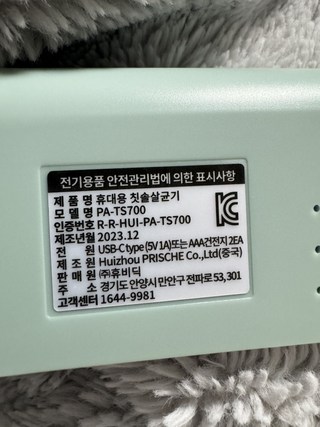 전기용품 안전관리법에 의한 표시사항
제 품 명 휴대용 칫솔살균기
모 델 명 PA-TS700
인증번호 R-R-HUI-PA-TS700
제조년월 2023.12
전 원 USB-C type (5V 1A)또는 AAA건전지 2EA
제 조 원 Huizhou PRISCHE Co.,Ltd(중국)
판 매 원 ㈜휴비딕
주 소 경기도 안양시 만안구 전파로 53, 301
고객센터 1644-9981